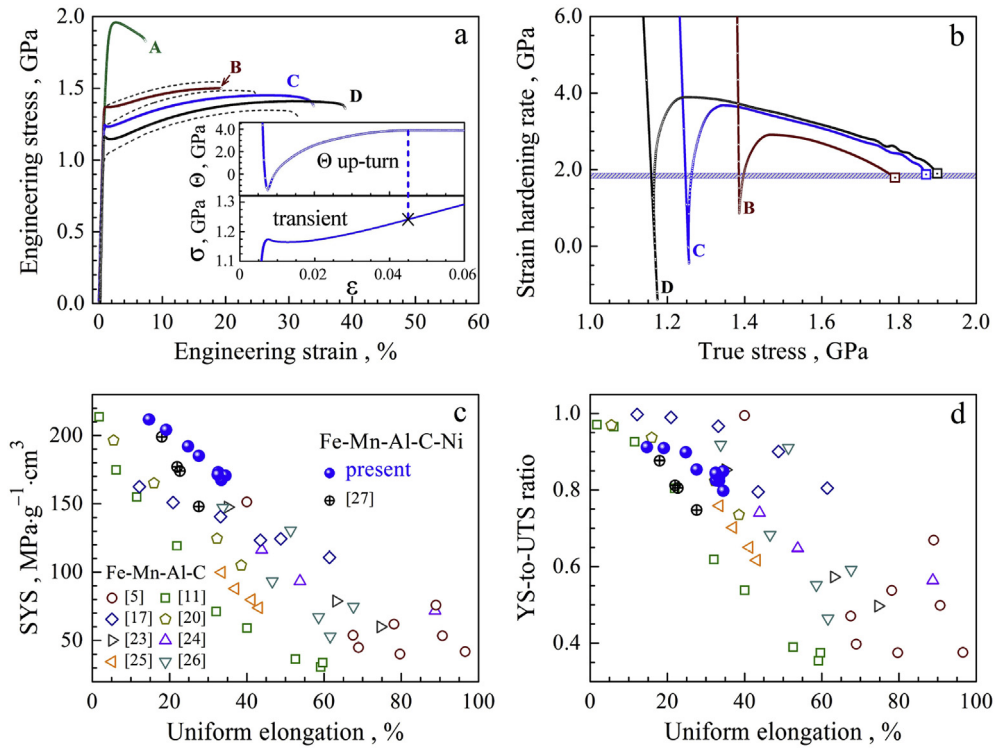 a
2.0
1.5
1.0
0.5
0.0
Engineering stress , GPa
A
B
C
D
4.0
2.0
0
Θ, GPa
Θ up-turn
1.3
1.2
1.1
σ, GPa
transient
0 0.02 0.04 0.06
ε
0 10 20 30 40 50 60
Engineering strain , %
b
6.0
4.0
2.0
0.0
Strain hardening rate, GPa
B
C
D
1.0 1.2 1.4 1.6 1.8 2.0
True stress , GPa
c
200
150
100
50
SYS, MPa·g⁻¹·cm³
Fe-Mn-Al-C-Ni
present
[27]
Fe-Mn-Al-C
[5] [11]
[17] [20]
[23] [24]
[25] [26]
0 20 40 60 80 100
Uniform elongation , %
d
1.0
0.8
0.6
0.4
YS-to-UTS ratio
0 20 40 60 80 100
Uniform elongation , %